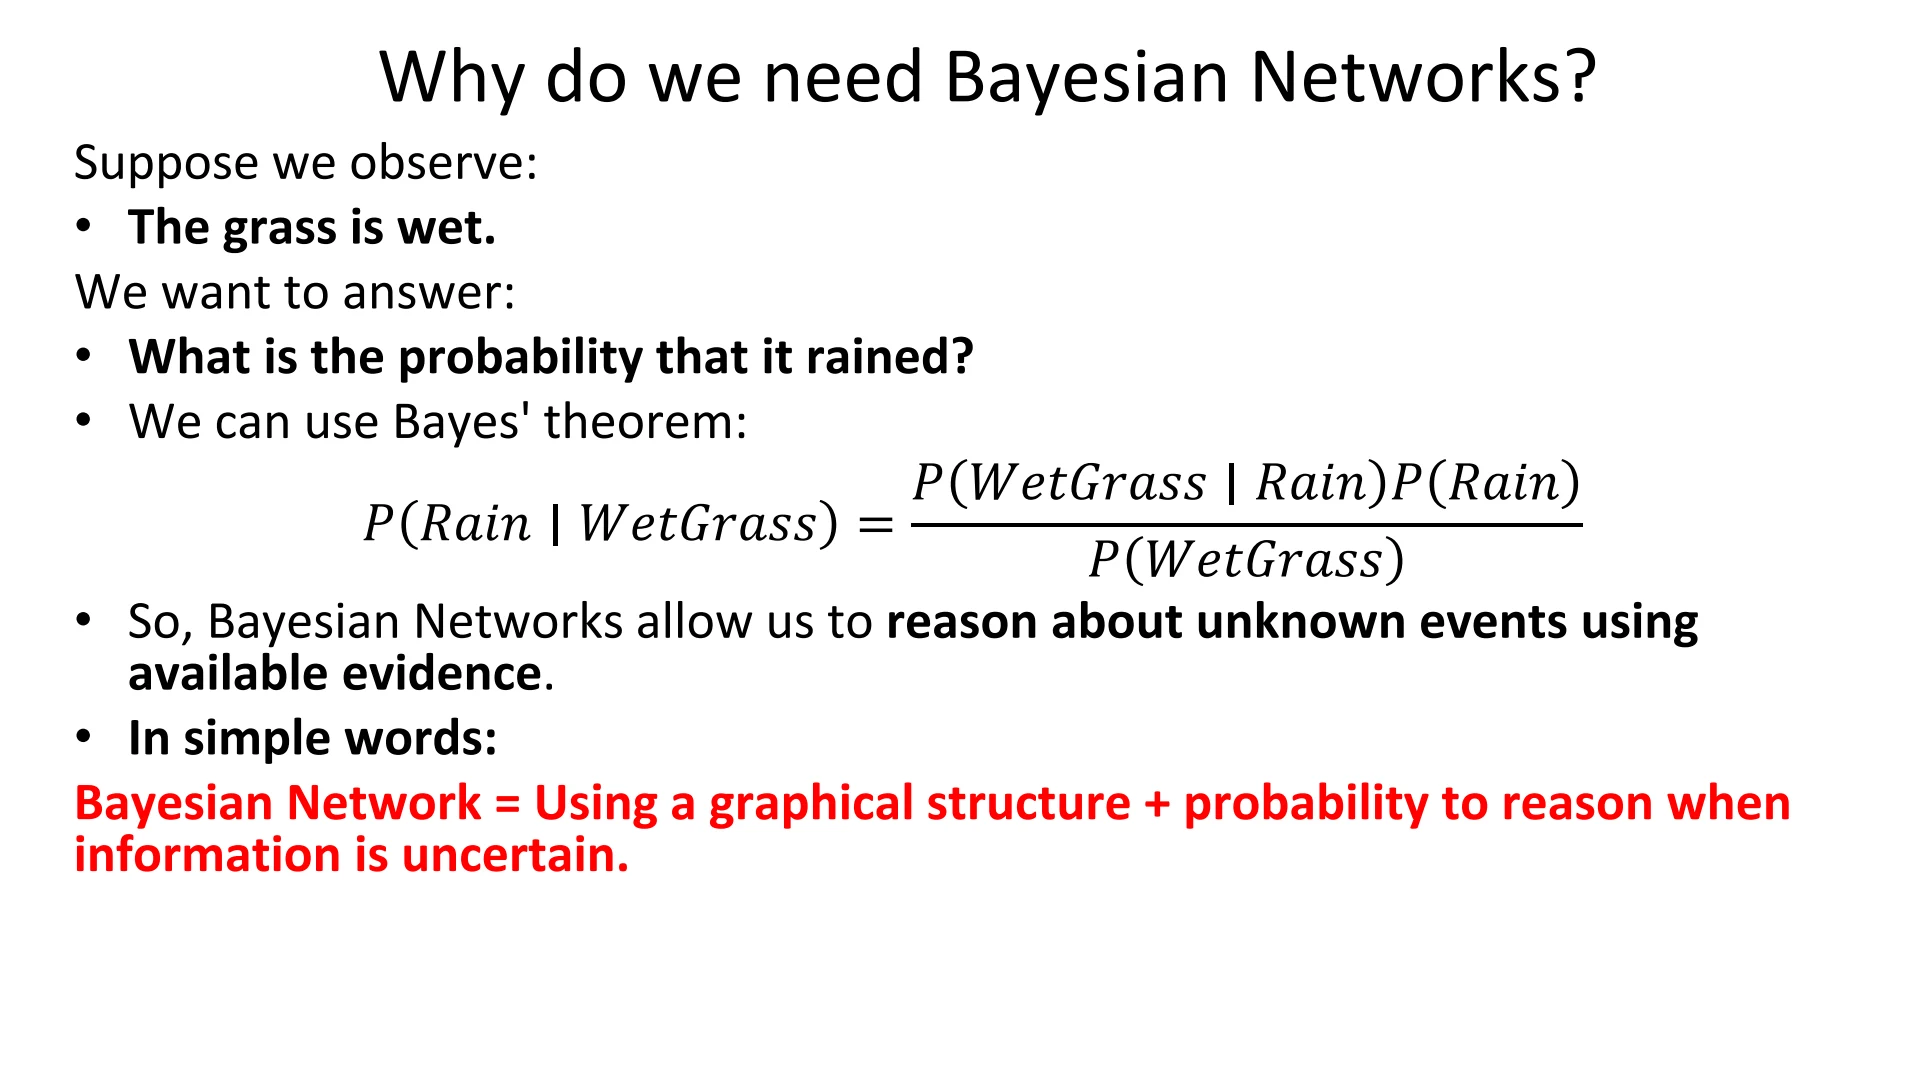 Why do we need Bayesian Networks?
Suppose we observe:
• The grass is wet.
We want to answer:
• What is the probability that it rained?
• We can use Bayes' theorem:
P(Rain | WetGrass) = P(WetGrass | Rain)P(Rain) / P(WetGrass)
• So, Bayesian Networks allow us to reason about unknown events using
available evidence.
• In simple words:
Bayesian Network = Using a graphical structure + probability to reason when
information is uncertain.